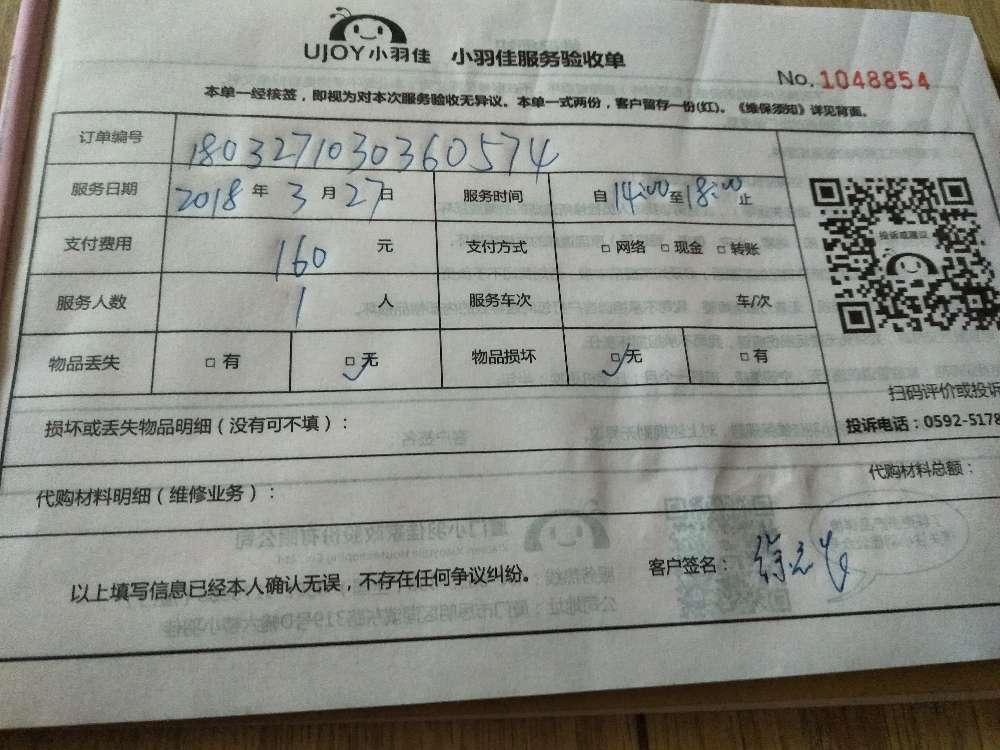 UJOY小羽佳 小羽佳服务验收单
No. 1048854
本单一经核签，即视为对本次服务验收无异议。本单一式两份，客户留存一份(红)。《维保须知》详见背面。
订单编号 1803271030360574
服务日期 2018 年 3 月 27 日 服务时间 自 14:00 至 18:00 止
支付费用 160 元 支付方式 □ 网络 □ 现金 □ 转账
投诉或建议
服务人数 1 人 服务车次 车/次
物品丢失 □ 有 □ 无 物品损坏 □ 无 □ 有
扫码评价或投诉
损坏或丢失物品明细（没有可不填）：
投诉电话：0592-5178
代购材料明细（维修业务）：
代购材料总额：
以上填写信息已经本人确认无误，不存在任何争议纠纷。
客户签名：